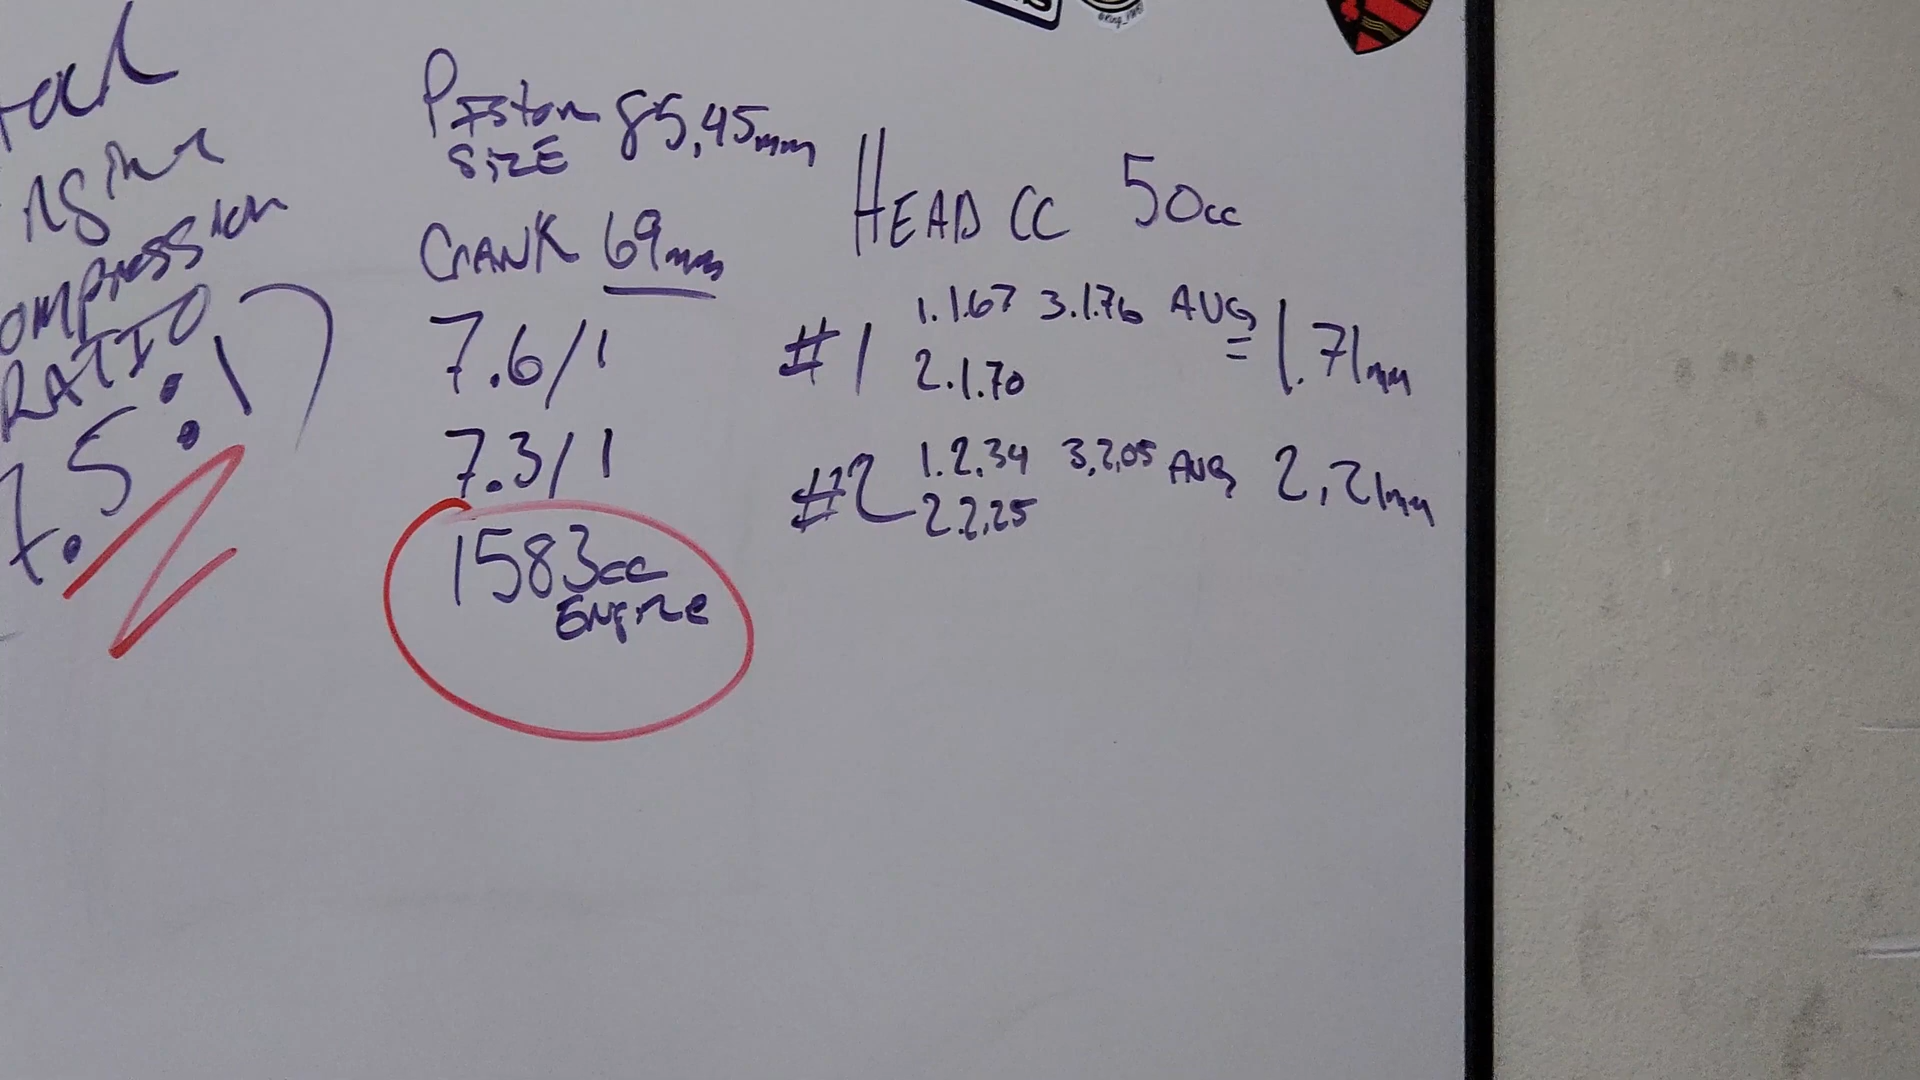 ompression
RATIO
7.5:1
Piston 85,45mm
SizE
CRANK 69mm
7.6/1
7.3/1
1583cc
Engine
HEAD CC 50cc
#1 1.1.67 3.1.76 AVG = 1.71mm
2.1.70
#2 1.2.34 3,2,05 AVG 2,21mm
2.2,25